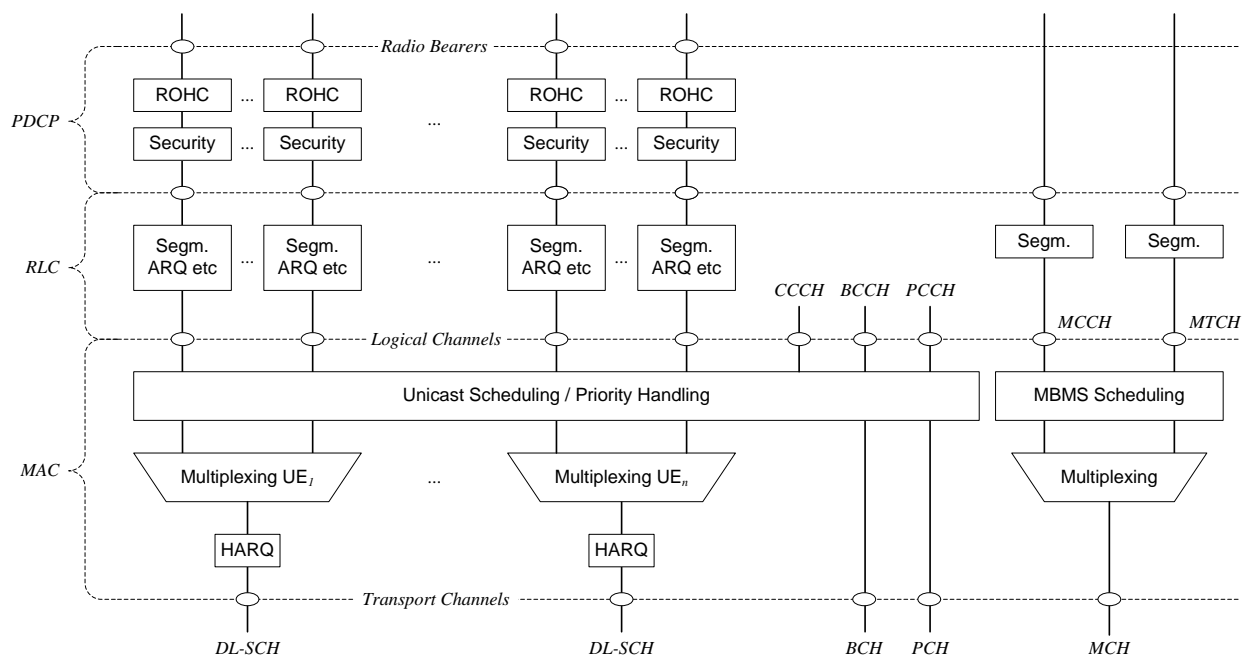 Radio Bearers
ROHC ... ROHC ROHC ... ROHC
PDCP ... 
Security ... Security Security ... Security
Segm. ARQ etc ... Segm. ARQ etc ... Segm. ARQ etc ... Segm. ARQ etc Segm. Segm.
RLC
CCCH BCCH PCCH
MCCH MTCH
Logical Channels
Unicast Scheduling / Priority Handling MBMS Scheduling
MAC Multiplexing UE1 ... Multiplexing UEn Multiplexing
HARQ HARQ
Transport Channels
DL-SCH DL-SCH BCH PCH MCH